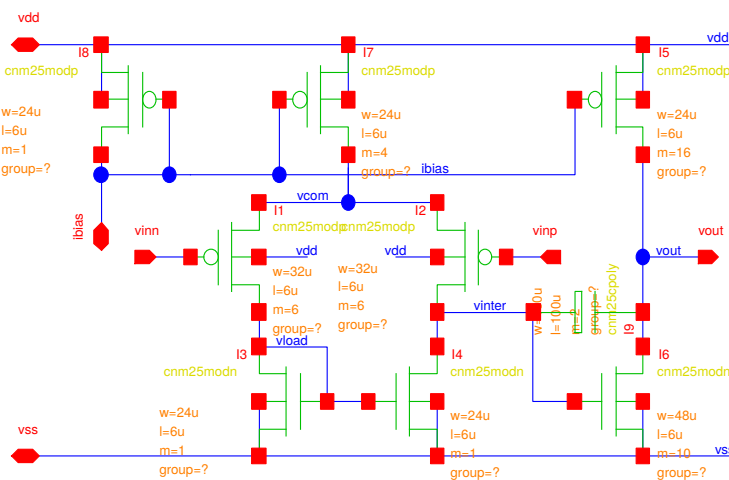 vdd
I8
I7
I5
vdd
cnm25modp
cnm25modp
cnm25modp
w=24u
l=6u
m=1
group=?
w=24u
l=6u
m=4
group=?
w=24u
l=6u
m=16
group=?
ibias
ibias
vcom
I1
I2
cnm25modp
cnm25modp
vinn
vdd
vdd
vinp
vout
vout
w=32u
l=6u
m=6
group=?
w=32u
l=6u
m=6
group=?
vinter
l=100u
m=2
group=?
cnm25cpoly
I9
I3
vload
I4
I6
cnm25modn
cnm25modn
cnm25modn
w=24u
l=6u
m=1
group=?
w=24u
l=6u
m=1
group=?
w=48u
l=6u
m=10
group=?
vss